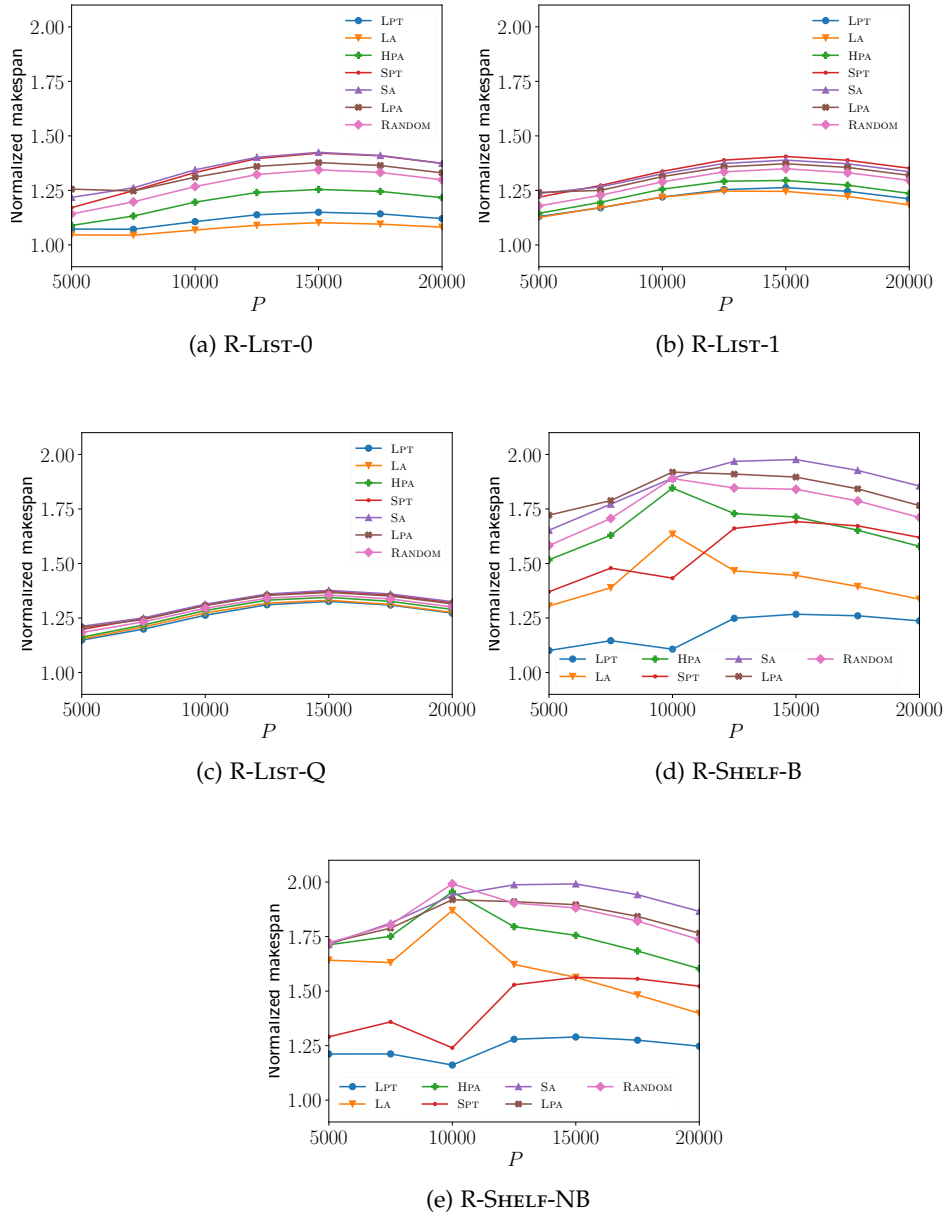 Normalized makespan
2.00
1.75
1.50
1.25
1.00
LPT
LA
HPA
SPT
SA
LPA
RANDOM
5000 10000 15000 20000
P
(a) R-LIST-0
Normalized makespan
2.00
1.75
1.50
1.25
1.00
LPT
LA
HPA
SPT
SA
LPA
RANDOM
5000 10000 15000 20000
P
(b) R-LIST-1
Normalized makespan
2.00
1.75
1.50
1.25
1.00
LPT
LA
HPA
SPT
SA
LPA
RANDOM
5000 10000 15000 20000
P
(c) R-LIST-Q
Normalized makespan
2.00
1.75
1.50
1.25
1.00
LPT HPA SA RANDOM
LA SPT LPA
5000 10000 15000 20000
P
(d) R-SHELF-B
Normalized makespan
2.00
1.75
1.50
1.25
1.00
LPT HPA SA RANDOM
LA SPT LPA
5000 10000 15000 20000
P
(e) R-SHELF-NB